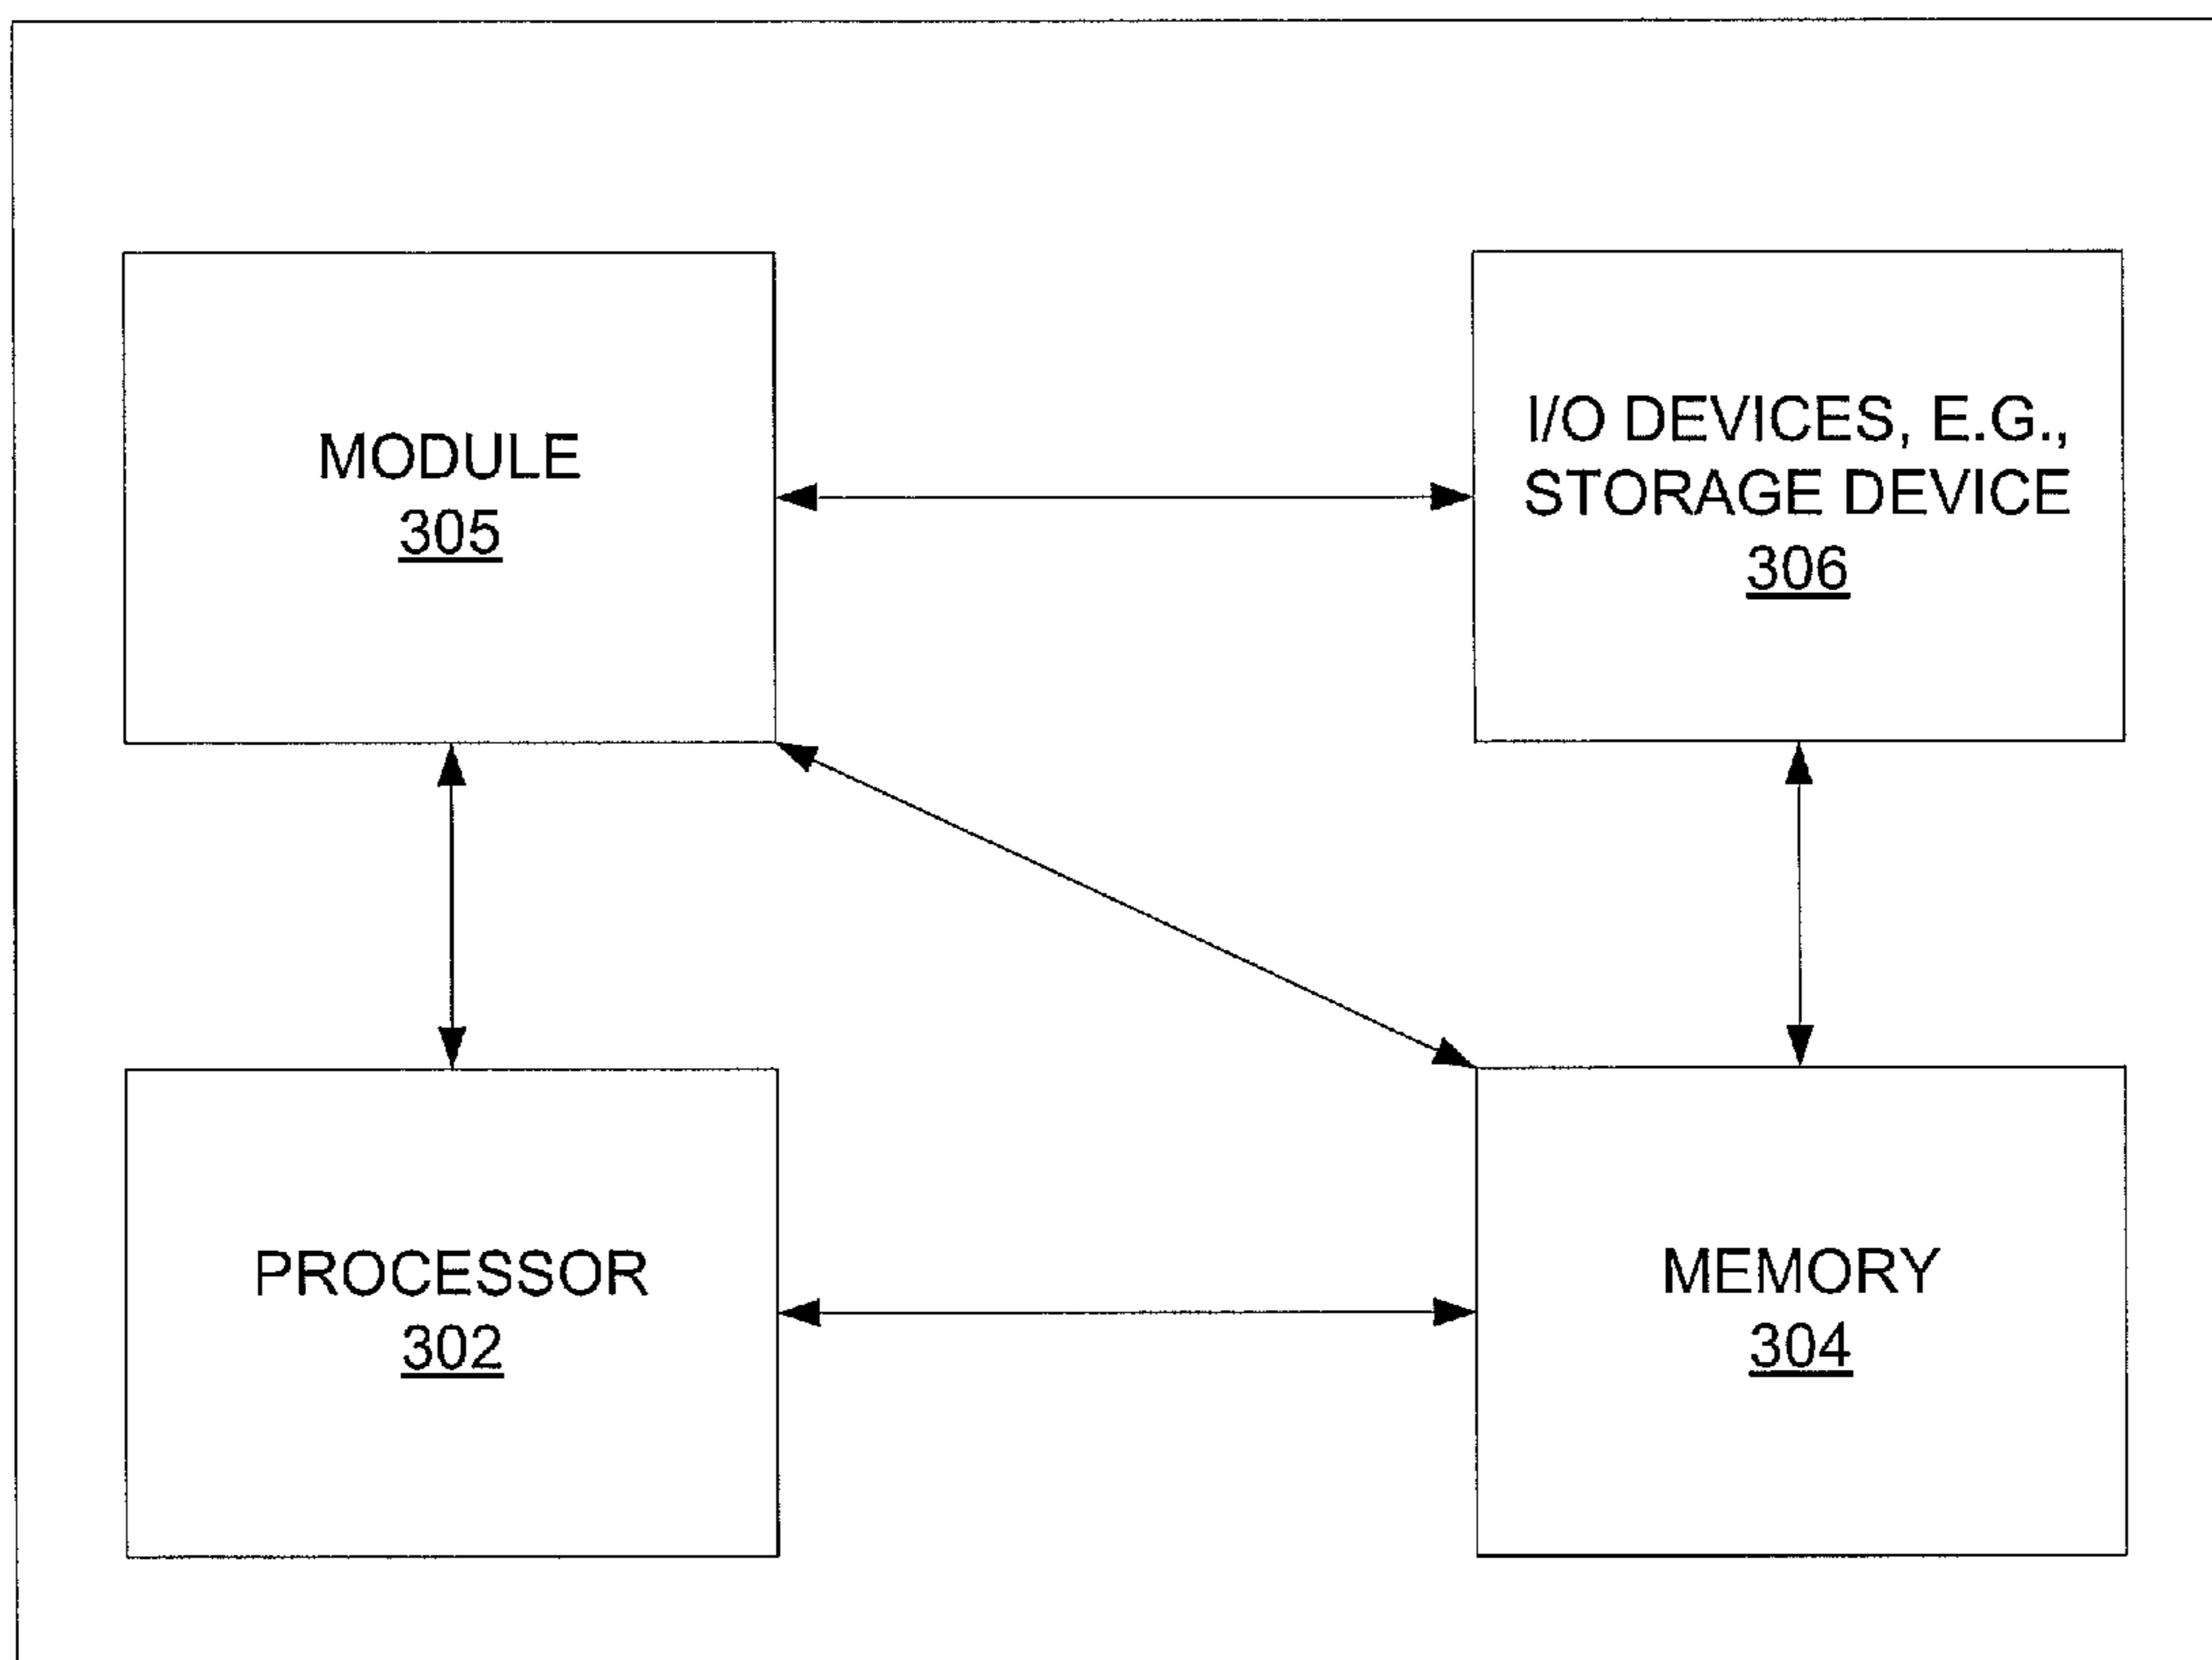 MODULE
305
I/O DEVICES, E.G.,
STORAGE DEVICE
306
PROCESSOR
302
MEMORY
304